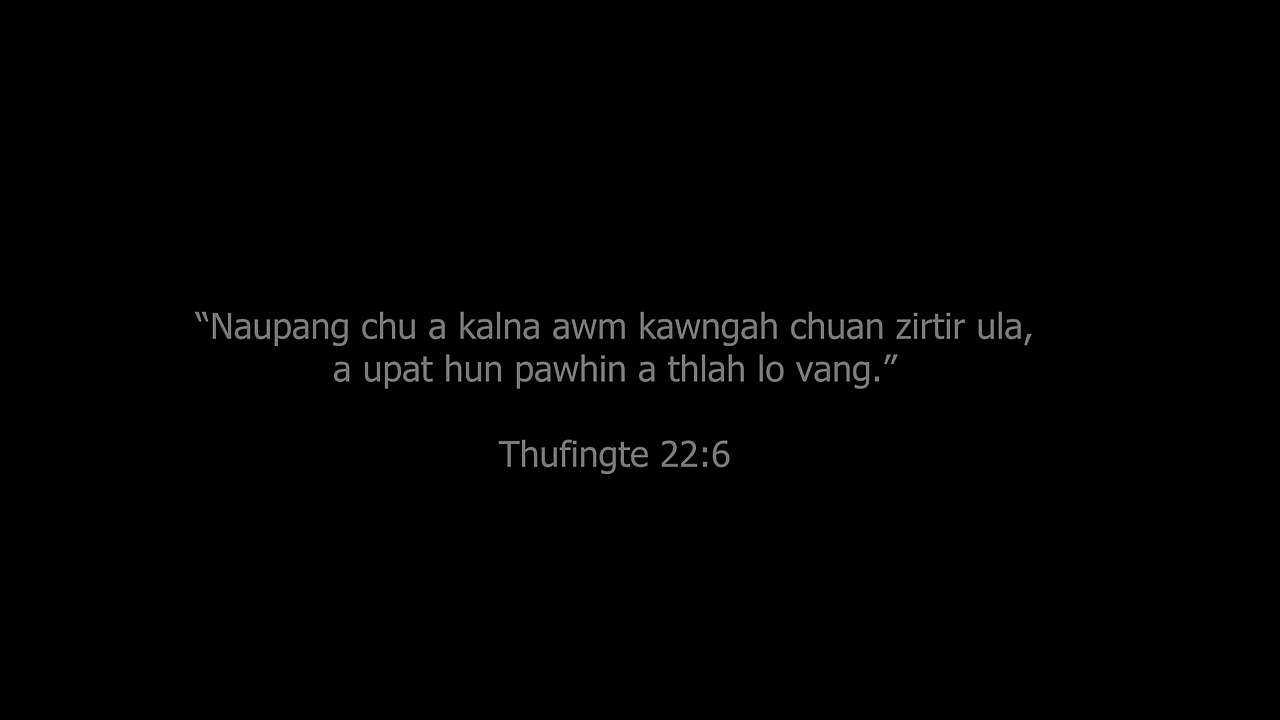 “Naupang chu a kalna awm kawngah chuan zirtir ula,
a upat hun pawhin a thlah lo vang.”
Thufingte 22:6